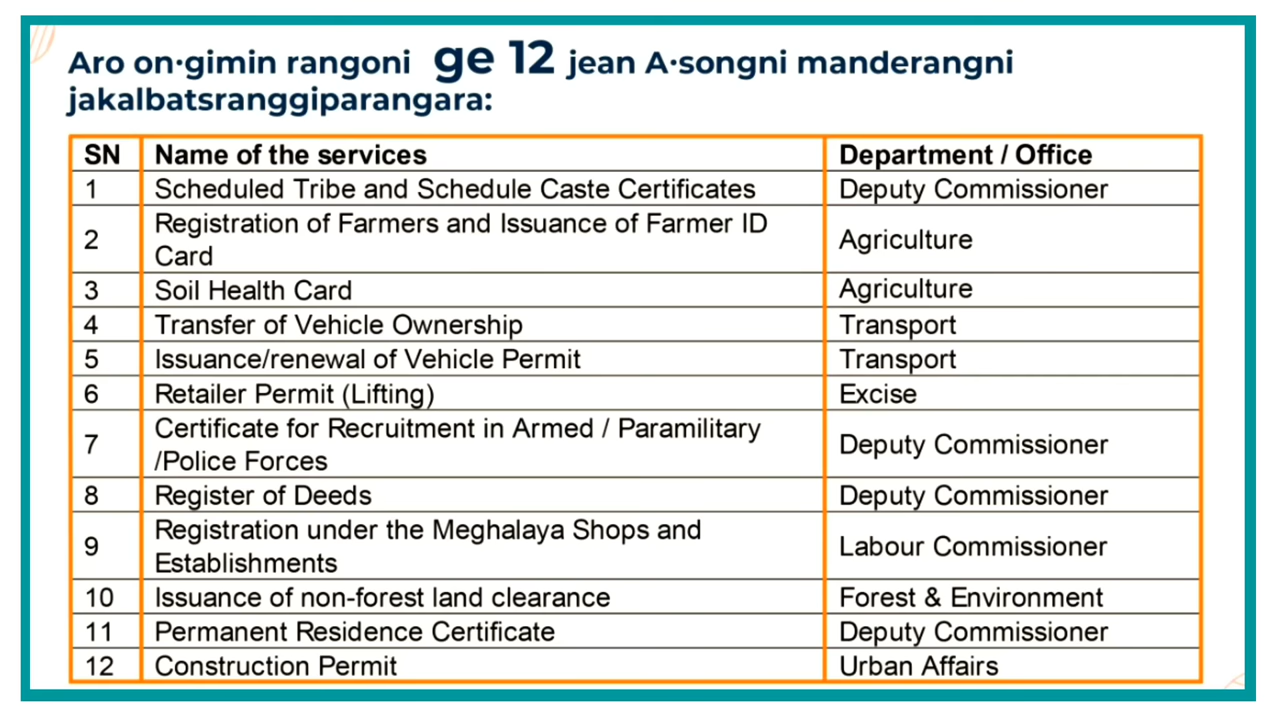 Aro on·gimin rangoni ge 12 jean A·songni manderangni
jakalbatsranggiparangara:
SN Name of the services Department / Office
1 Scheduled Tribe and Schedule Caste Certificates Deputy Commissioner
2 Registration of Farmers and Issuance of Farmer ID
Card Agriculture
3 Soil Health Card Agriculture
4 Transfer of Vehicle Ownership Transport
5 Issuance/renewal of Vehicle Permit Transport
6 Retailer Permit (Lifting) Excise
7 Certificate for Recruitment in Armed / Paramilitary
/Police Forces Deputy Commissioner
8 Register of Deeds Deputy Commissioner
9 Registration under the Meghalaya Shops and
Establishments Labour Commissioner
10 Issuance of non-forest land clearance Forest & Environment
11 Permanent Residence Certificate Deputy Commissioner
12 Construction Permit Urban Affairs